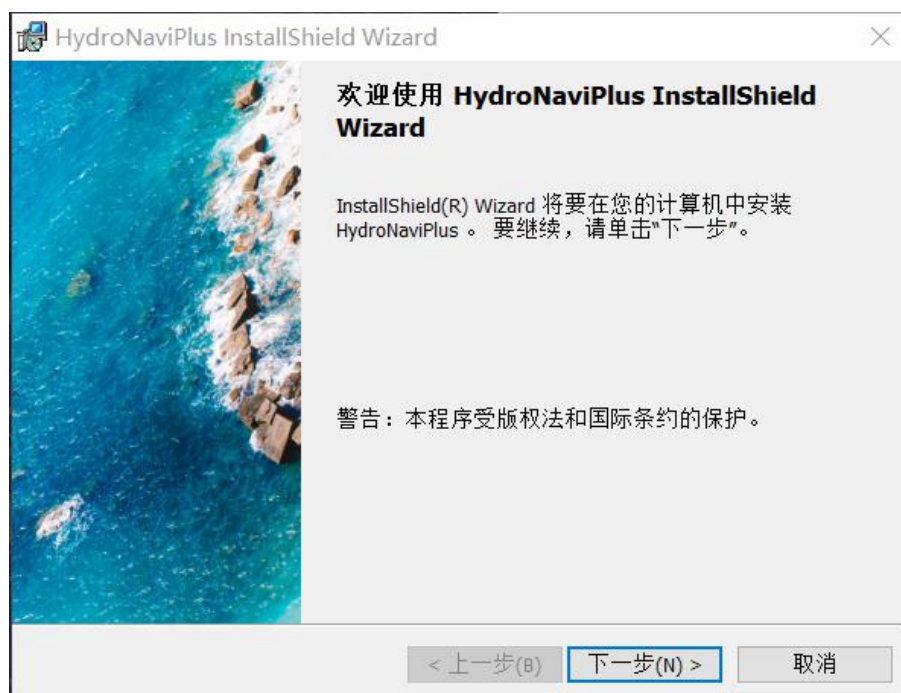 HydroNaviPlus InstallShield Wizard
欢迎使用 HydroNaviPlus InstallShield
Wizard
InstallShield(R) Wizard 将要在您的计算机中安装
HydroNaviPlus 。 要继续，请单击“下一步”。
警告：本程序受版权法和国际条约的保护。
< 上一步(B)
下一步(N) >
取消